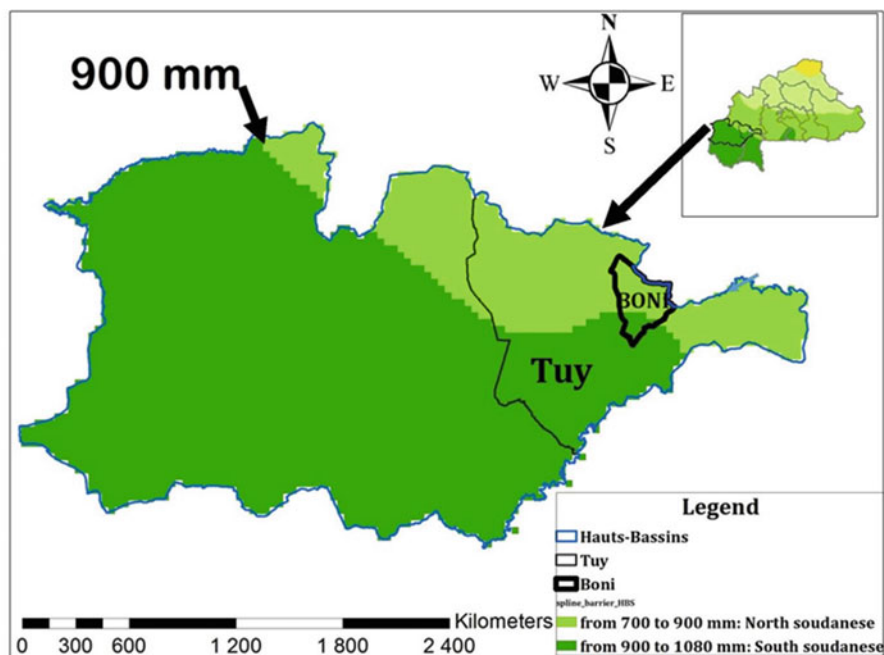 900 mm
N
W E
S
BONI
Tuy
Legend
Hauts-Bassins
Tuy
Boni
spline_barrier_HBS
from 700 to 900 mm: North soudanese
from 900 to 1080 mm: South soudanese
Kilometers
0 300 600 1 200 1 800 2 400